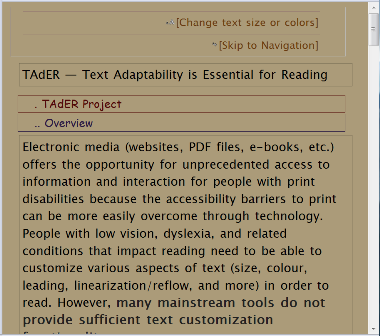 [Change text size or colors]
[Skip to Navigation]
TAdER — Text Adaptability is Essential for Reading
. TAdER Project
.. Overview
Electronic media (websites, PDF files, e-books, etc.)
offers the opportunity for unprecedented access to
information and interaction for people with print
disabilities because the accessibility barriers to print
can be more easily overcome through technology.
People with low vision, dyslexia, and related
conditions that impact reading need to be able to
customize various aspects of text (size, colour,
leading, linearization/reflow, and more) in order to
read. However, many mainstream tools do not
provide sufficient text customization